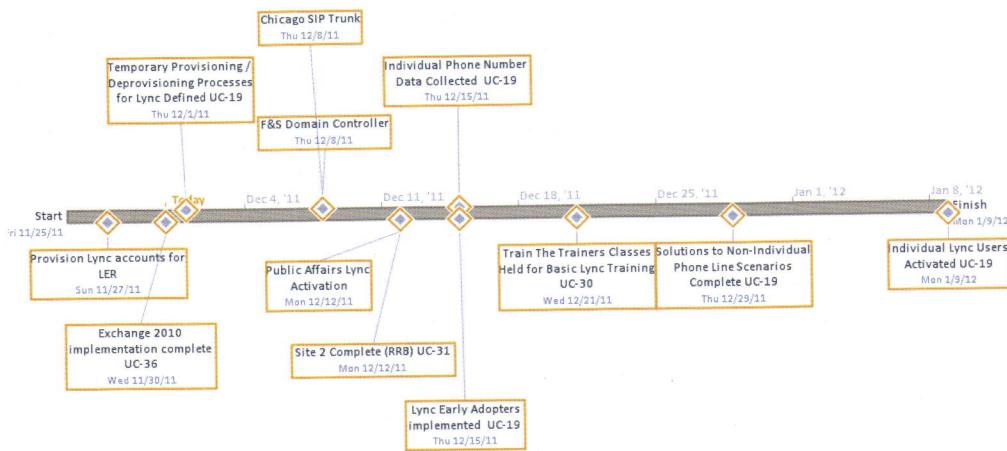 Chicago SIP Trunk
Thu 12/8/11
Temporary Provisioning /
Deprovisioning Processes
for Lync Defined UC-19
Thu 12/1/11
Individual Phone Number
Data Collected UC-19
Thu 12/15/11
F&S Domain Controller
Thu 12/8/11
Today
Dec 4, '11
Dec 11, '11
Dec 18, '11
Dec 25, '11
Jan 1, '12
Jan 8, '12
Start
Fri 11/25/11
Finish
Mon 1/9/12
Provision Lync accounts for
LER
Sun 11/27/11
Exchange 2010
implementation complete
UC-36
Wed 11/30/11
Public Affairs Lync
Activation
Mon 12/12/11
Site 2 Complete (RRB) UC-31
Mon 12/12/11
Lync Early Adopters
implemented UC-19
Thu 12/15/11
Train The Trainers Classes
Held for Basic Lync Training
UC-30
Wed 12/21/11
Solutions to Non-Individual
Phone Line Scenarios
Complete UC-19
Thu 12/29/11
Individual Lync Users
Activated UC-19
Mon 1/9/12